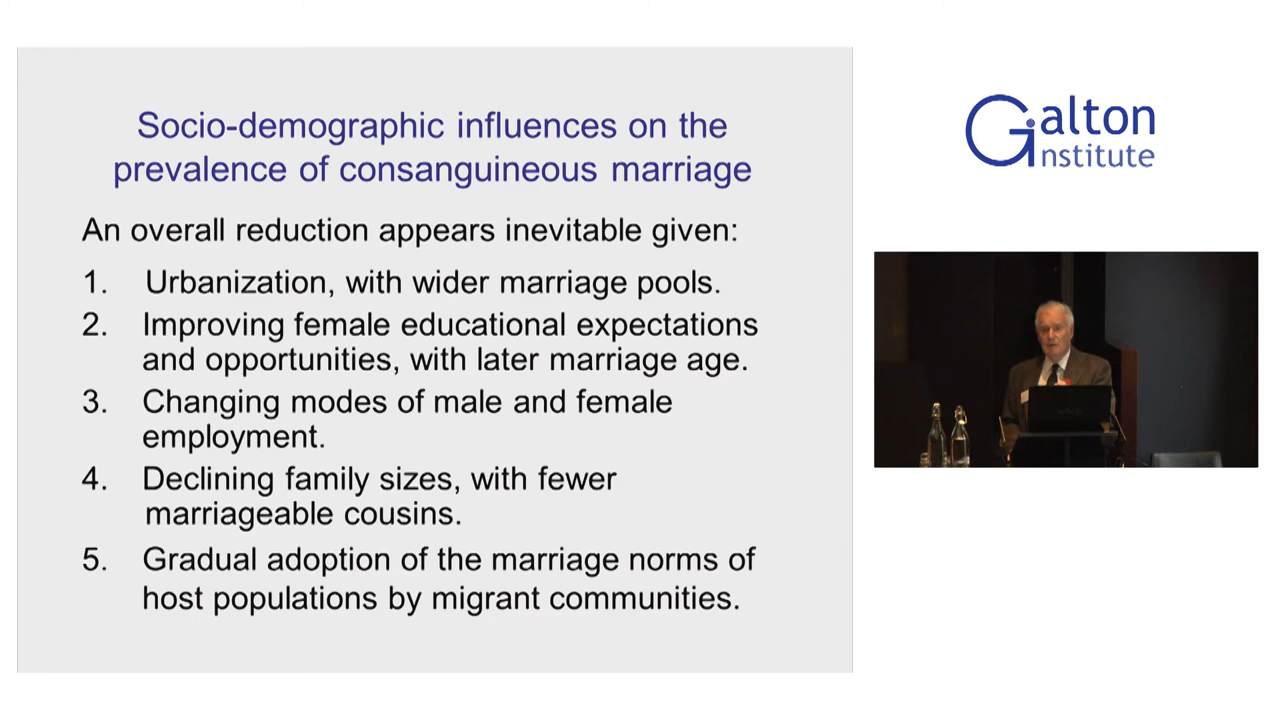 Socio-demographic influences on the
prevalence of consanguineous marriage
An overall reduction appears inevitable given:
1. Urbanization, with wider marriage pools.
2. Improving female educational expectations
and opportunities, with later marriage age.
3. Changing modes of male and female
employment.
4. Declining family sizes, with fewer
marriageable cousins.
5. Gradual adoption of the marriage norms of
host populations by migrant communities.
Galton
Institute